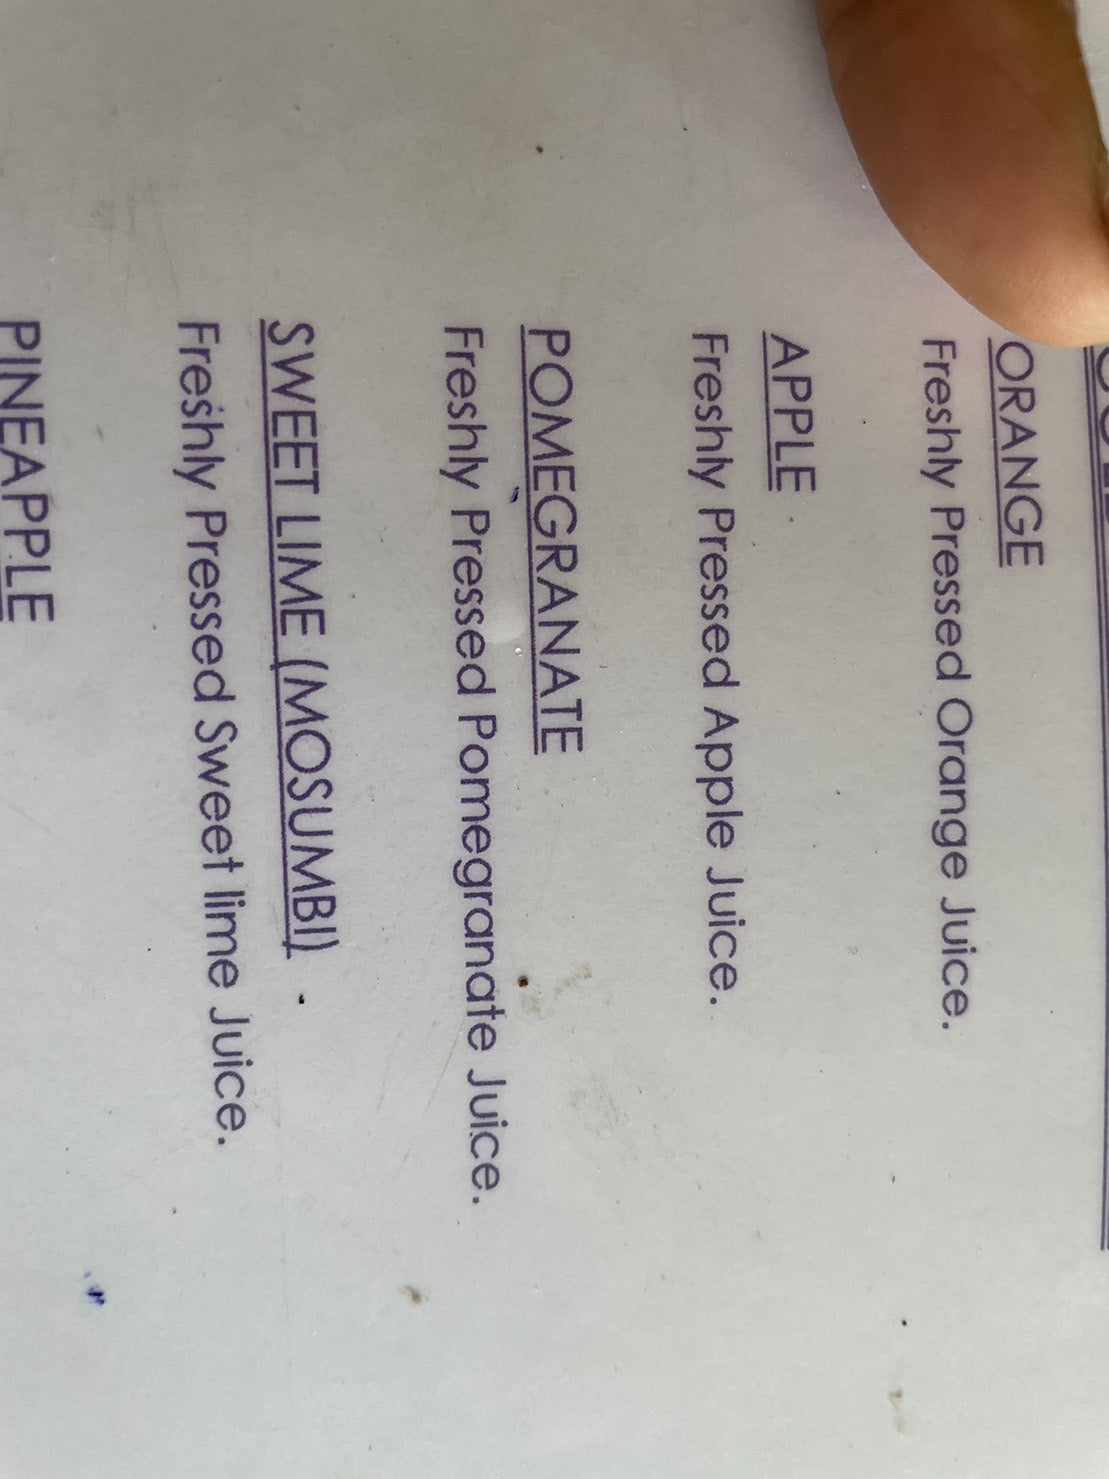 ORANGE
Freshly Pressed Orange Juice.
APPLE
Freshly Pressed Apple Juice.
POMEGRANATE
Freshly Pressed Pomegranate Juice.
SWEET LIME (MOSUMBI)
Freshly Pressed Sweet lime Juice.
PINEAPPLE